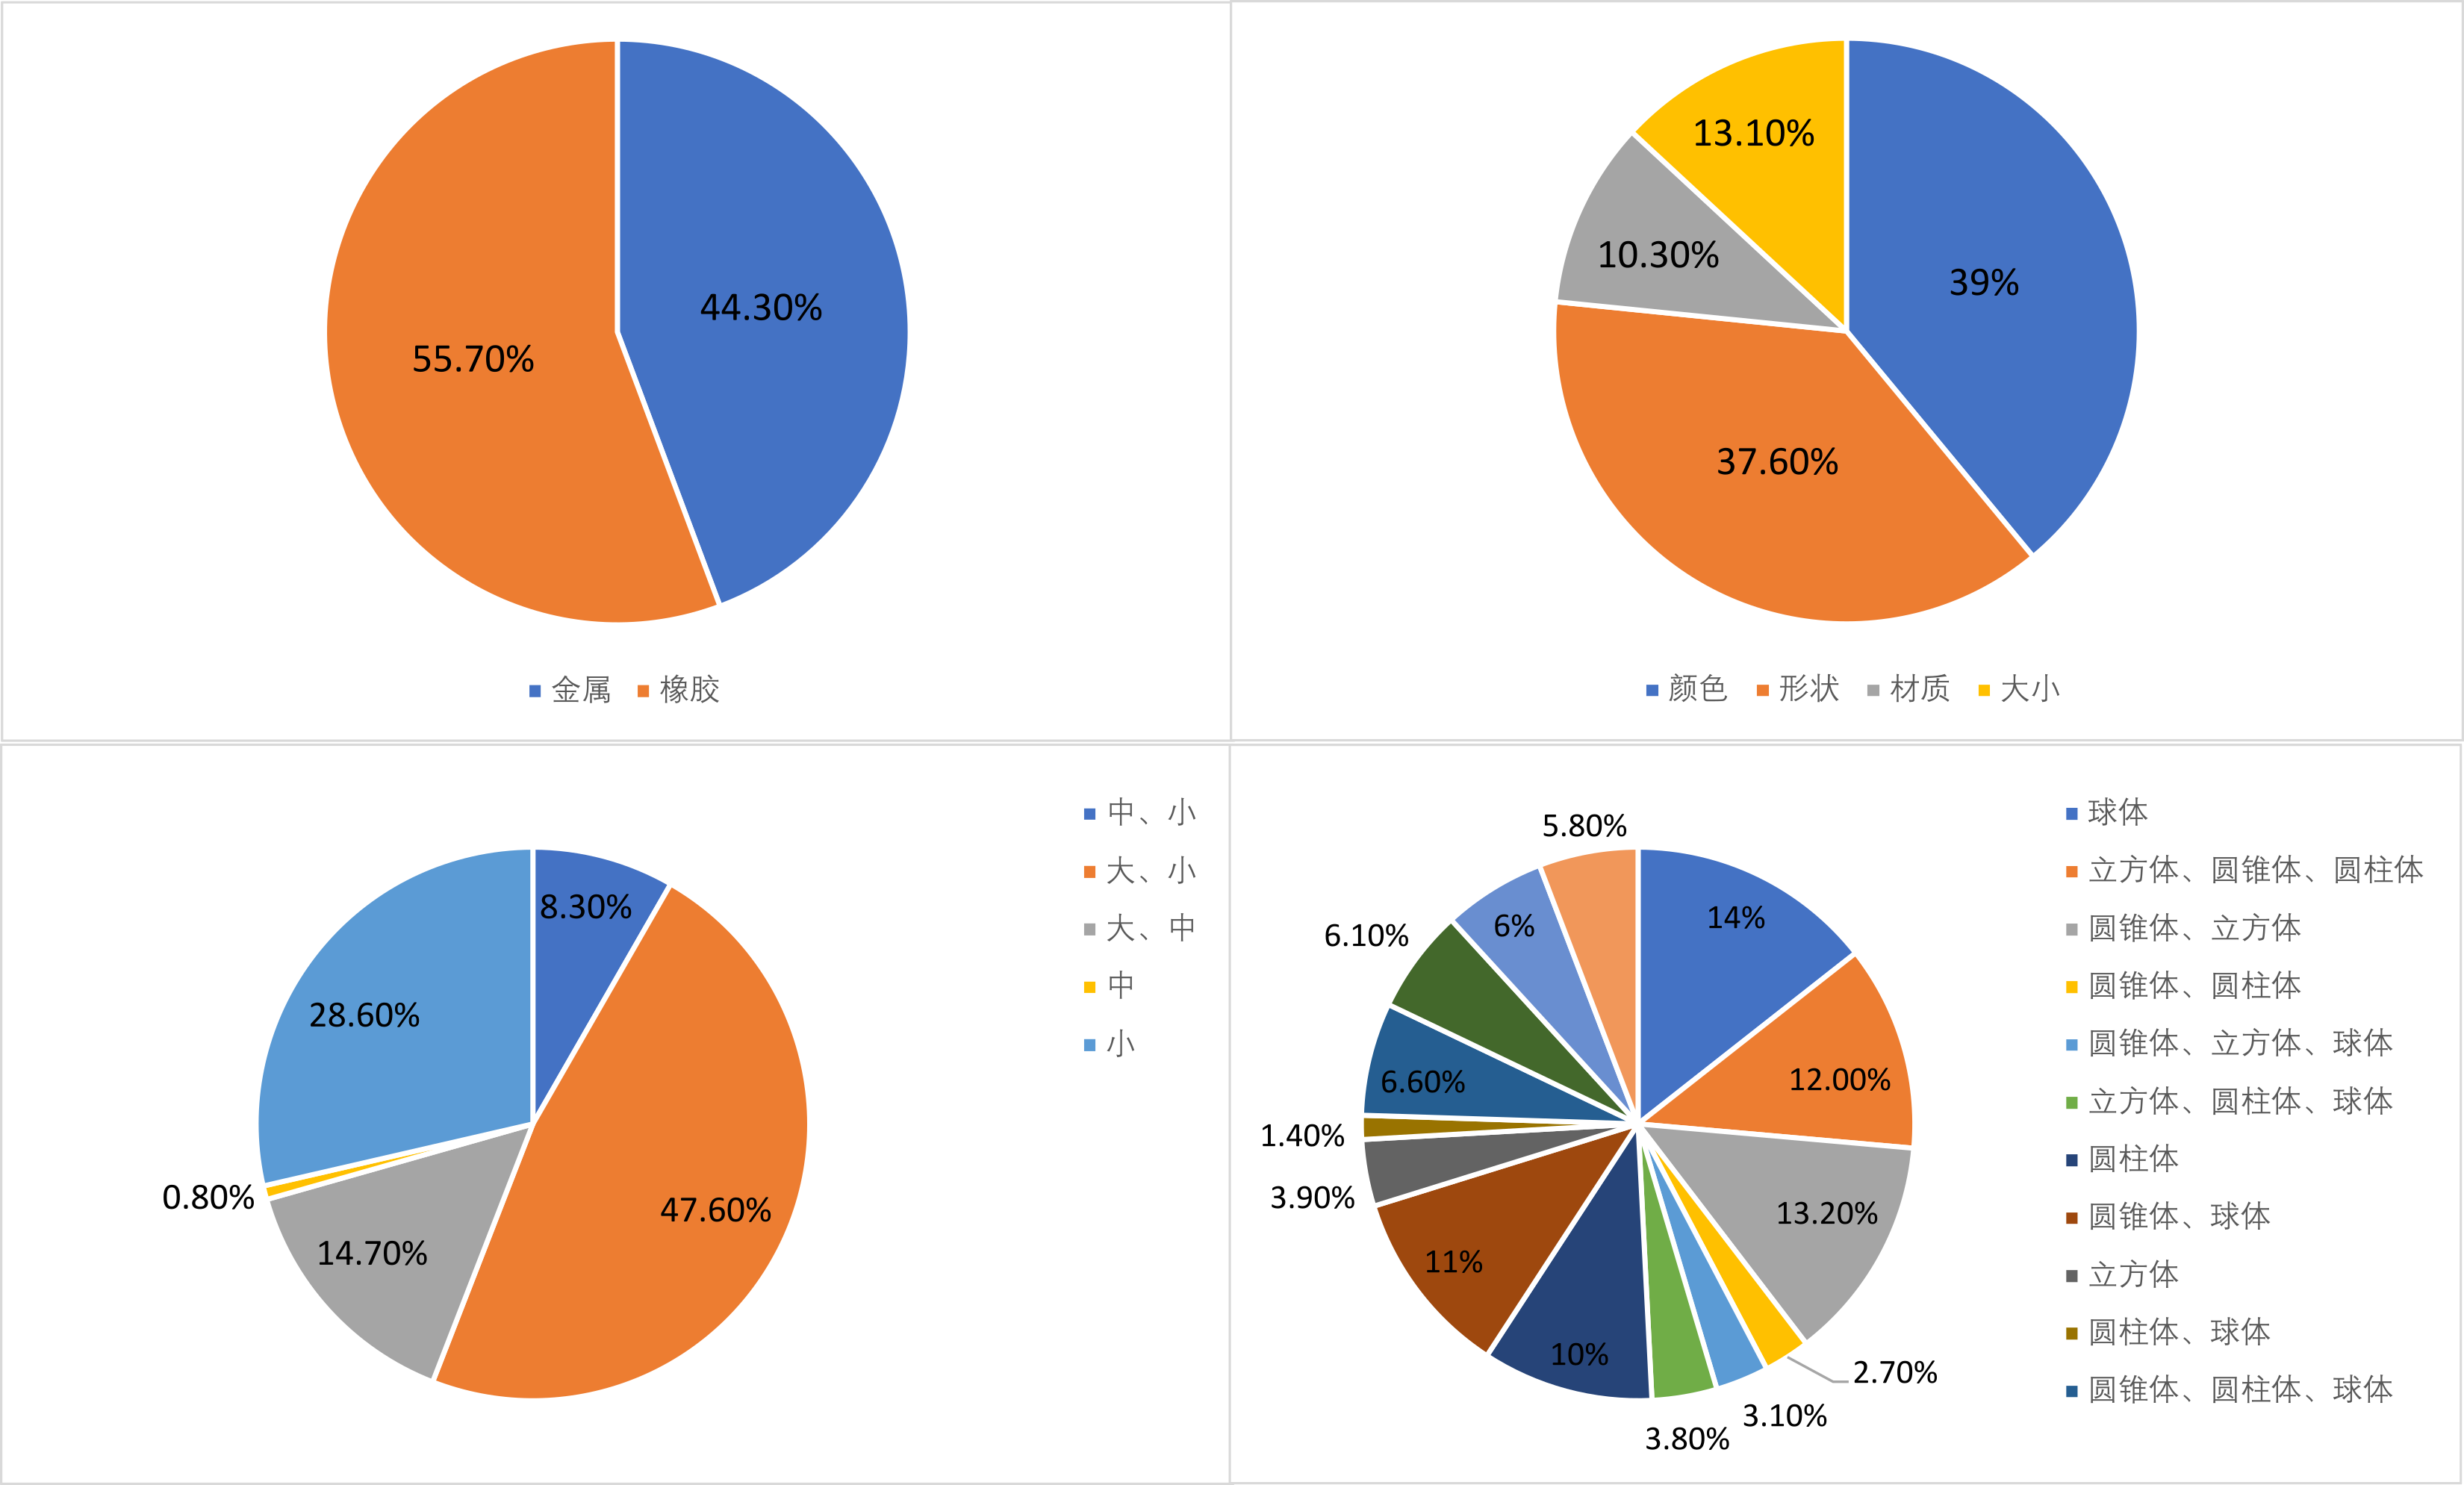 44.30%
55.70%
金属 橡胶
13.10%
10.30%
39%
37.60%
颜色 形状 材质 大小
中、小
大、小
大、中
中
小
8.30%
28.60%
0.80%
47.60%
14.70%
5.80%
14%
6%
6.10%
12.00%
6.60%
1.40%
3.90%
13.20%
11%
10%
2.70%
3.10%
3.80%
球体
立方体、圆锥体、圆柱体
圆锥体、立方体
圆锥体、圆柱体
圆锥体、立方体、球体
立方体、圆柱体、球体
圆柱体
圆锥体、球体
立方体
圆柱体、球体
圆锥体、圆柱体、球体